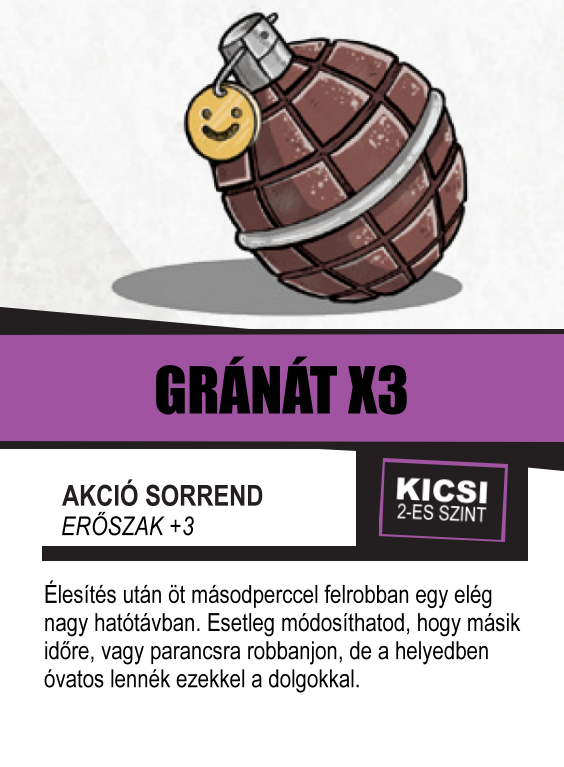 GRÁNÁT X3
AKCIÓ SORREND
ERŐSZAK +3
KICSI
2-ES SZINT
Élesítés után öt másodperccel felrobban egy elég
nagy hatótávban. Esetleg módosíthatod, hogy másik
időre, vagy parancsra robbanjon, de a helyedben
óvatos lennék ezekkel a dolgokkal.